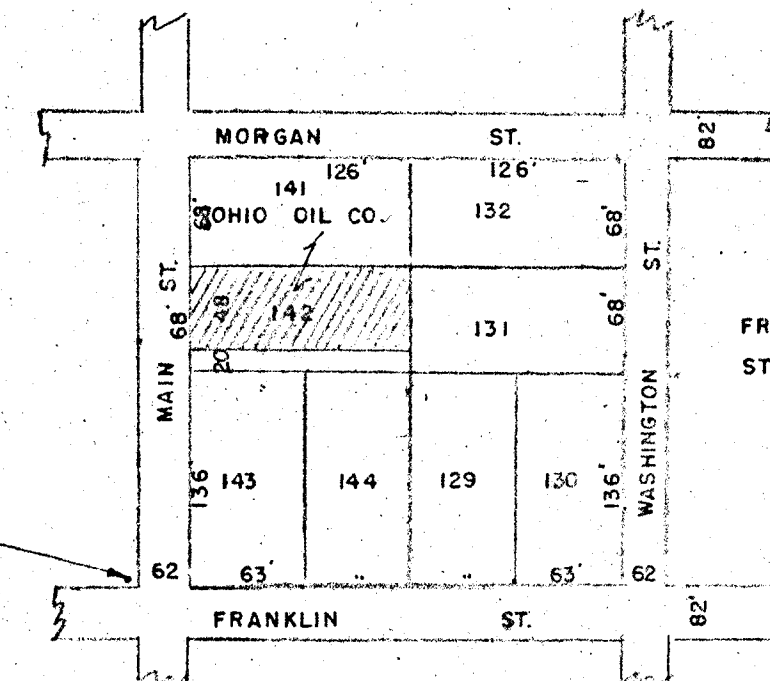 MORGAN ST. 82'
126' 126'
141
68' OHIO OIL CO. 132 68'
MAIN ST.
68' 48 142 131 68'
20
WASHINGTON ST.
FR
ST
136 143 144 129 130 136'
62 63' " " 63' 62
FRANKLIN ST. 82'